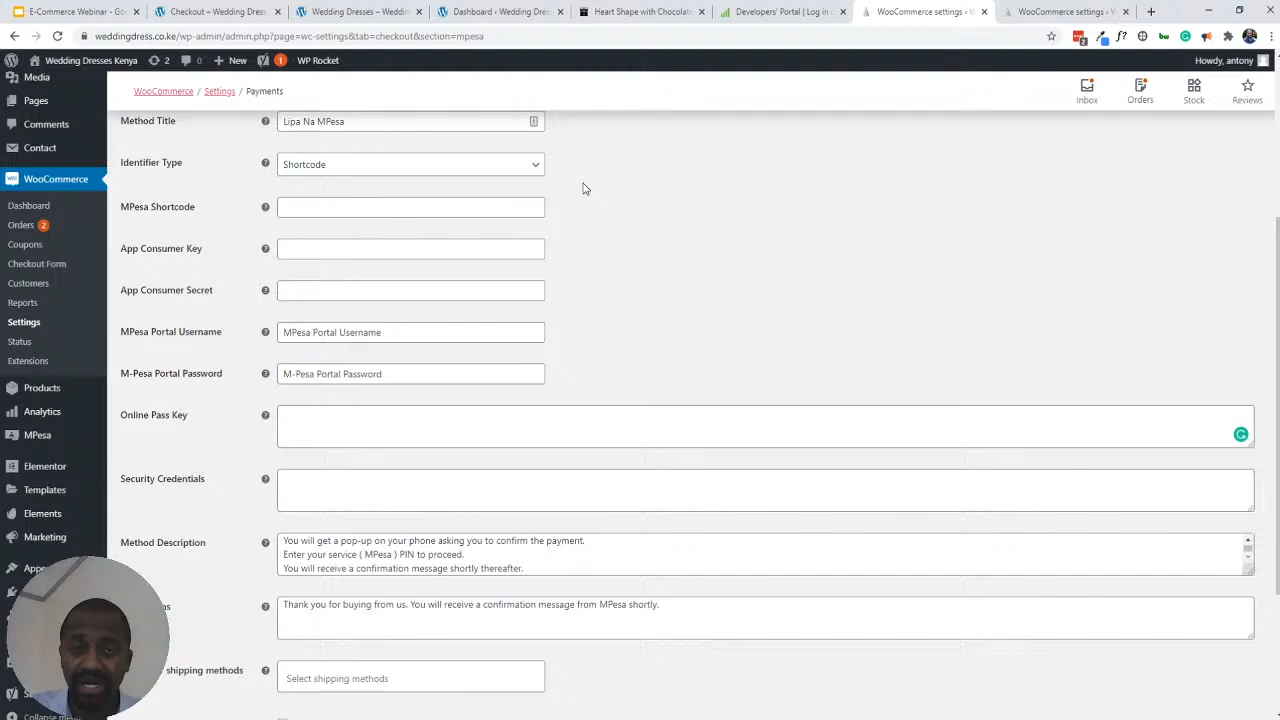 E-Commerce Webinar - Go
Checkout – Wedding Dress
Wedding Dresses – Weddin
Dashboard ‹ Wedding Dres
Heart Shape with Chocolat
Developers' Portal | Log in
WooCommerce settings ‹ W
WooCommerce settings ‹ W
weddingdress.co.ke/wp-admin/admin.php?page=wc-settings&tab=checkout&section=mpesa
Wedding Dresses Kenya
2
0
New
1
WP Rocket
Howdy, antony
Media
Pages
Comments
Contact
WooCommerce
Dashboard
Orders 2
Coupons
Checkout Form
Customers
Reports
Settings
Status
Extensions
Products
Analytics
MPesa
Elementor
Templates
Elements
Marketing
WooCommerce / Settings / Payments
Inbox
Orders
Stock
Reviews
Method Title
Lipa Na MPesa
Identifier Type
Shortcode
MPesa Shortcode
App Consumer Key
App Consumer Secret
MPesa Portal Username
MPesa Portal Username
M-Pesa Portal Password
M-Pesa Portal Password
Online Pass Key
Security Credentials
Method Description
You will get a pop-up on your phone asking you to confirm the payment.
Enter your service ( MPesa ) PIN to proceed.
You will receive a confirmation message shortly thereafter.
Thank you for buying from us. You will receive a confirmation message from MPesa shortly.
shipping methods
Select shipping methods